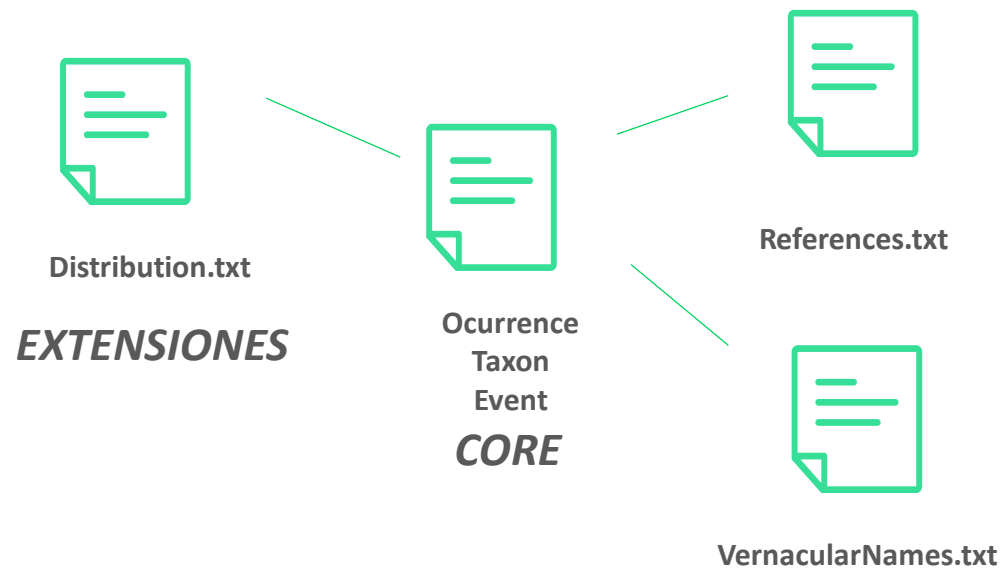 Distribution.txt
EXTENSIONES
Ocurrence
Taxon
Event
CORE
References.txt
VernacularNames.txt